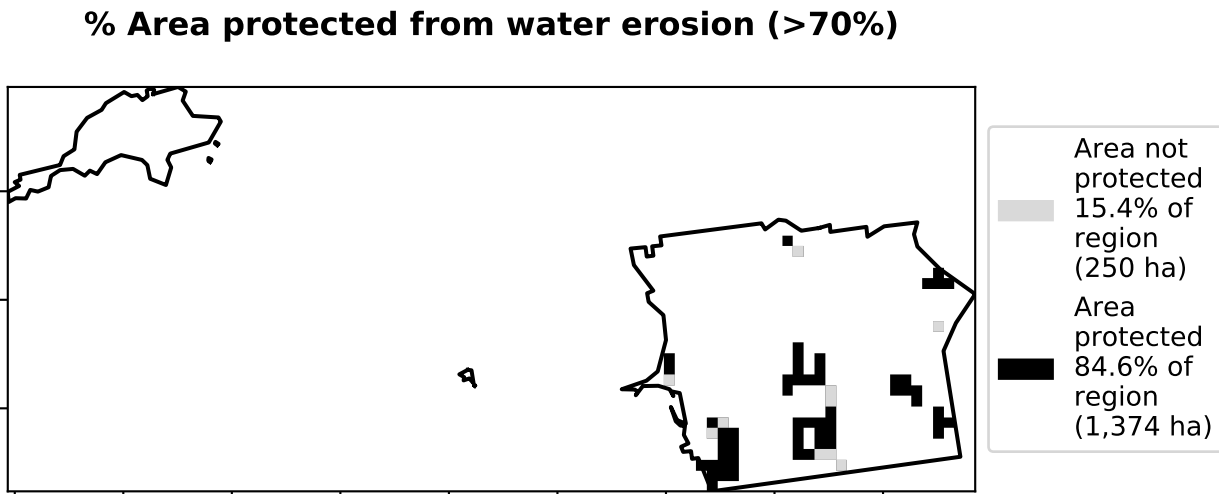 % Area protected from water erosion (>70%)
Area not
protected
15.4% of
region
(250 ha)
Area
protected
84.6% of
region
(1,374 ha)